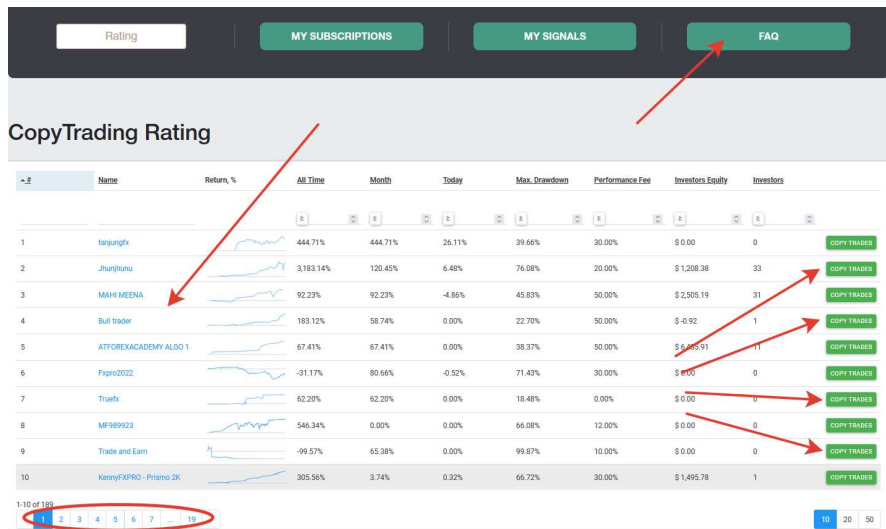 Rating MY SUBSCRIPTIONS MY SIGNALS FAQ
CopyTrading Rating
# Name Return, % All Time Month Today Max. Drawdown Performance Fee Investors Equity Investors
≥ ≥ ≥ ≥ ≥ ≥ ≥
1 tanjungfx 444.71% 444.71% 26.11% 39.66% 30.00% $ 0.00 0 COPY TRADES
2 Jhunjhunu 3,183.14% 120.45% 6.48% 76.08% 20.00% $ 1,208.38 33 COPY TRADES
3 MAHI MEENA 92.23% 92.23% -4.86% 45.83% 50.00% $ 2,505.19 31 COPY TRADES
4 Bull trader 183.12% 58.74% 0.00% 22.70% 50.00% $ -0.92 1 COPY TRADES
5 ATFOREXACADEMY ALGO 1 67.41% 67.41% 0.00% 38.37% 50.00% COPY TRADES
6 Fxpro2022 -31.17% 80.66% -0.52% 71.43% 30.00% $ 0.00 0 COPY TRADES
7 Truefx 62.20% 62.20% 0.00% 18.48% 0.00% $ 0.00 0 COPY TRADES
8 MF989923 546.34% 0.00% 0.00% 66.08% 12.00% $ 0.00 0 COPY TRADES
9 Trade and Earn -99.57% 65.38% 0.00% 99.87% 10.00% $ 0.00 0 COPY TRADES
10 KennyFXPRO - Prismo 2K 305.56% 3.74% 0.32% 66.72% 30.00% $ 1,495.78 1 COPY TRADES
1-10 of 189
1 2 3 4 5 6 7 ... 19 10 20 50